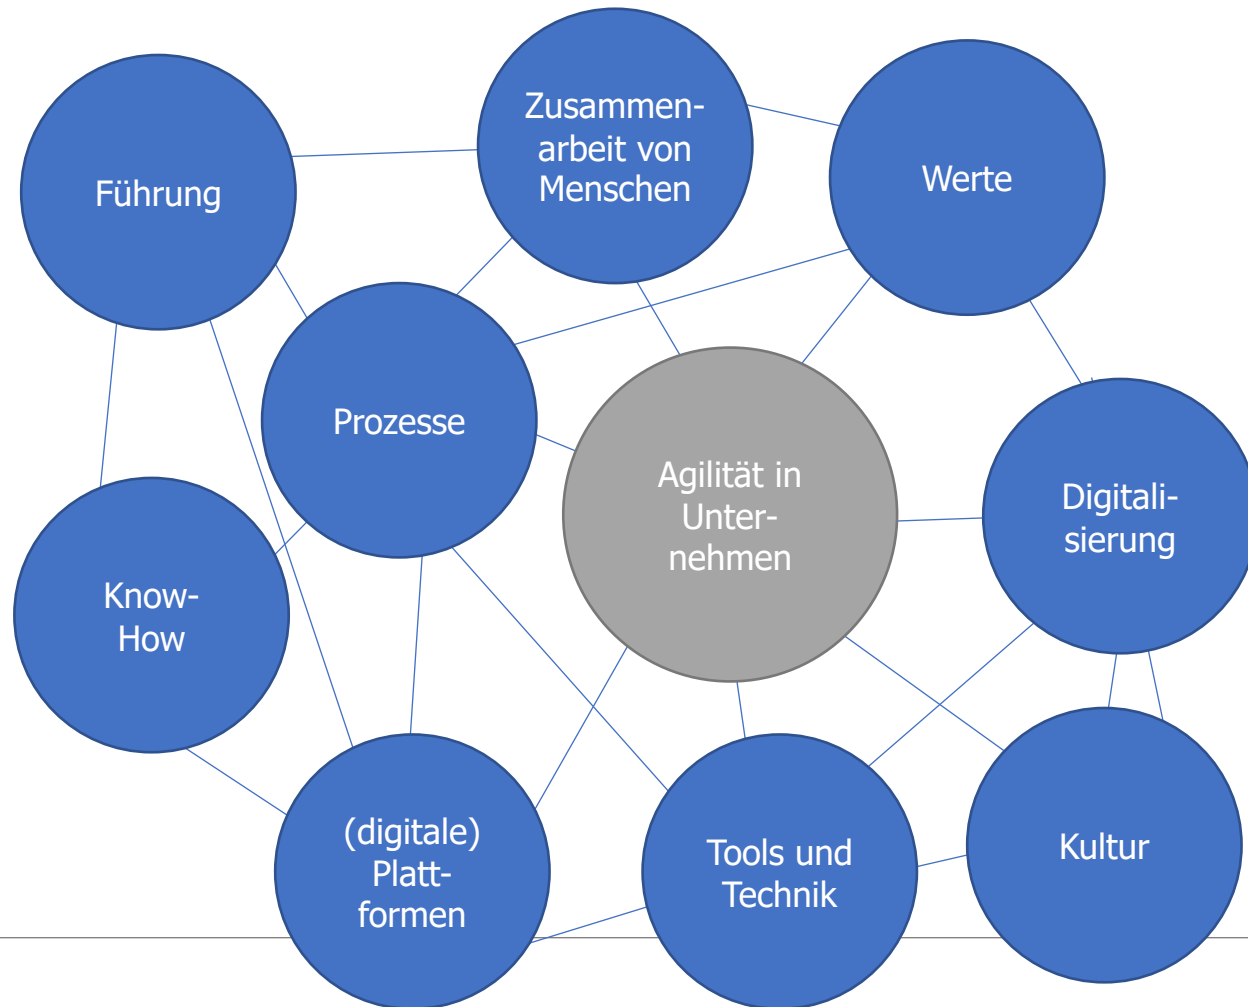 Zusammen-
arbeit von
Menschen
Führung
Werte
Prozesse
Agilität in
Unter-
nehmen
Digitali-
sierung
Know-
How
(digitale)
Platt-
formen
Tools und
Technik
Kultur